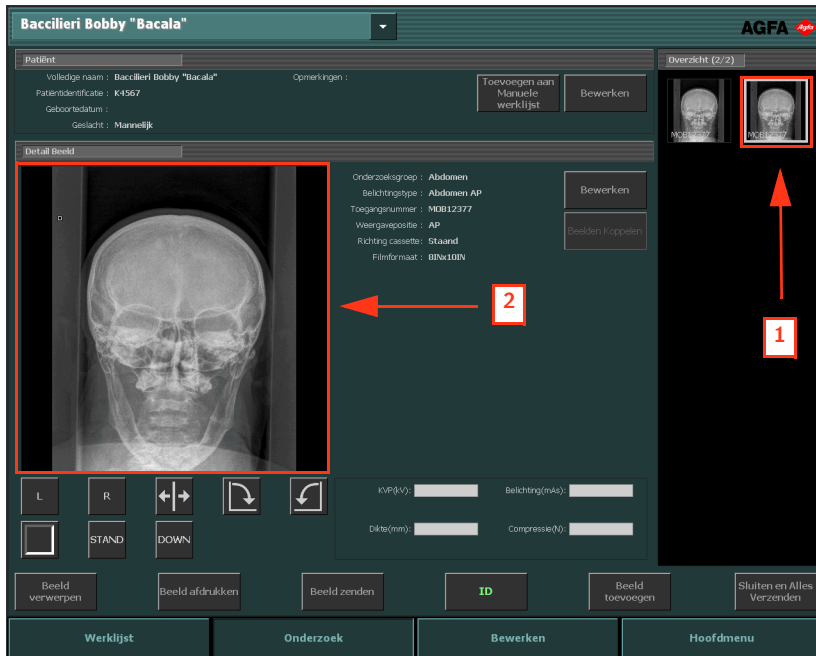 Baccilieri Bobby "Bacala"
AGFA Agfa
Patiënt
Volledige naam : Baccilieri Bobby "Bacala"
Patiëntidentificatie : K4567
Geboortedatum :
Geslacht : Mannelijk
Opmerkingen :
Toevoegen aan
Manuele
werklijst
Bewerken
Overzicht (2/2)
MOB12377
MOB12377
1
Detail Beeld
2
Onderzoeksgroep : Abdomen
Belichtingstype : Abdomen AP
Toegangsnummer : MOB12377
Weergavepositie : AP
Richting cassette: Staand
Filmformaat : 8INx10IN
Bewerken
Beelden Koppelen
L
R
STAND
DOWN
KVP(kV):
Belichting(mAs):
Dikte(mm):
Compressie(N):
Beeld
verwerpen
Beeld afdrukken
Beeld zenden
ID
Beeld
toevoegen
Sluiten en Alles
Verzenden
Werklijst
Onderzoek
Bewerken
Hoofdmenu